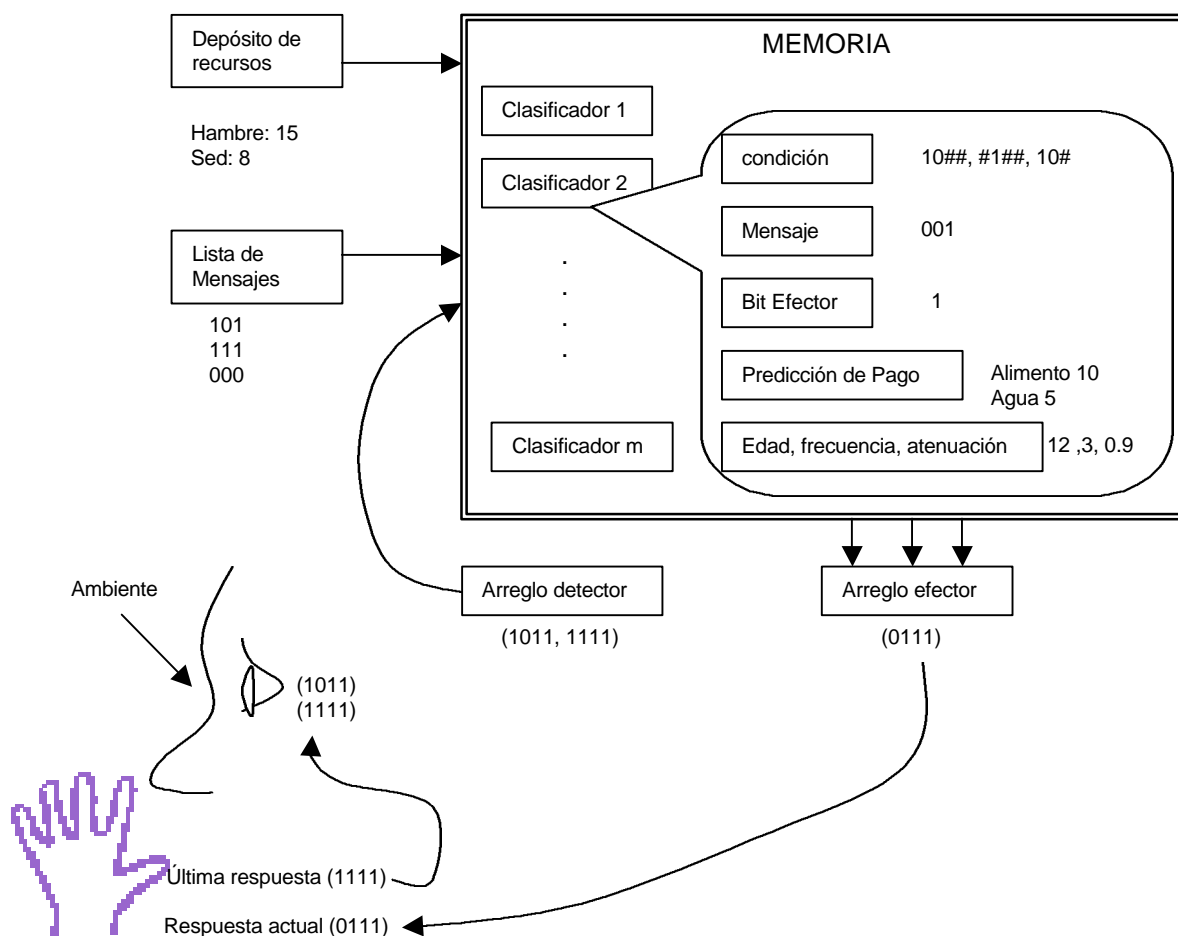 Depósito de
recursos
Hambre: 15
Sed: 8
Lista de
Mensajes
101
111
000
MEMORIA
Clasificador 1
Clasificador 2
.
.
.
.
Clasificador m
condición 10##, #1##, 10#
Mensaje 001
Bit Efector 1
Predicción de Pago Alimento 10
Agua 5
Edad, frecuencia, atenuación 12 ,3, 0.9
Arreglo detector
(1011, 1111)
Arreglo efector
(0111)
Ambiente
(1011)
(1111)
Última respuesta (1111)
Respuesta actual (0111)